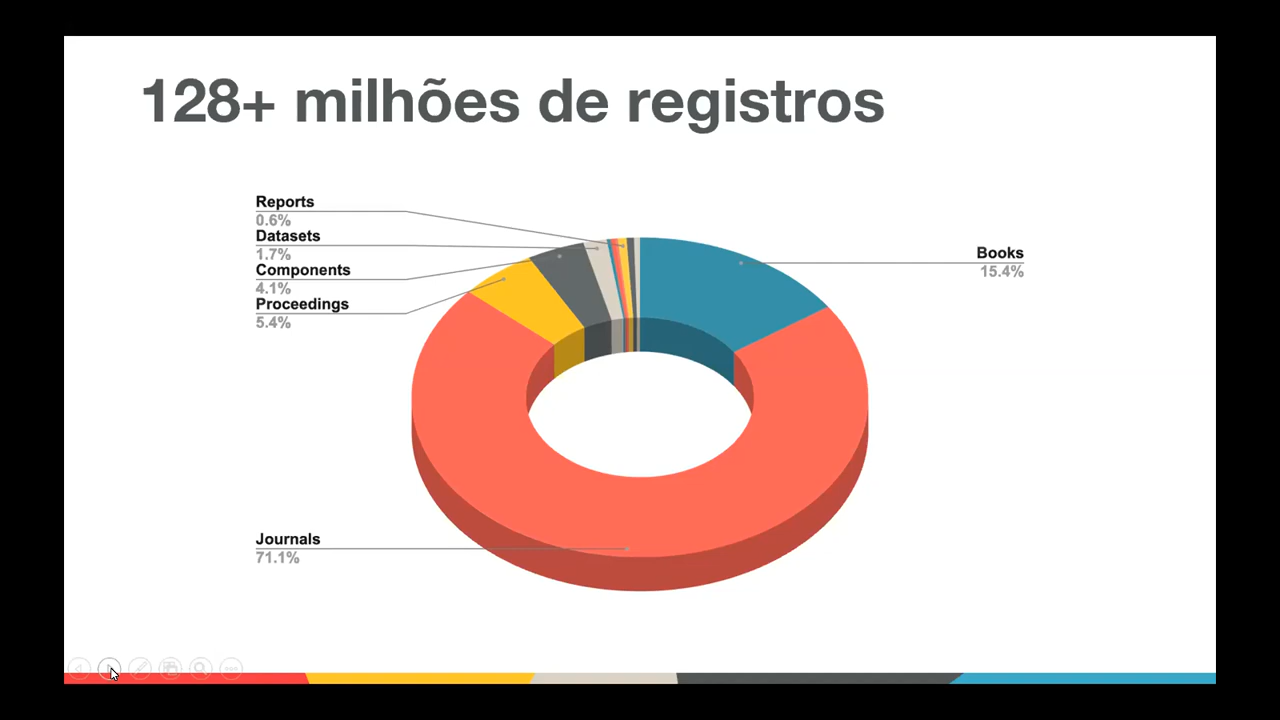 128+ milhões de registros
Reports
0.6%
Datasets
1.7%
Components
4.1%
Proceedings
5.4%
Books
15.4%
Journals
71.1%